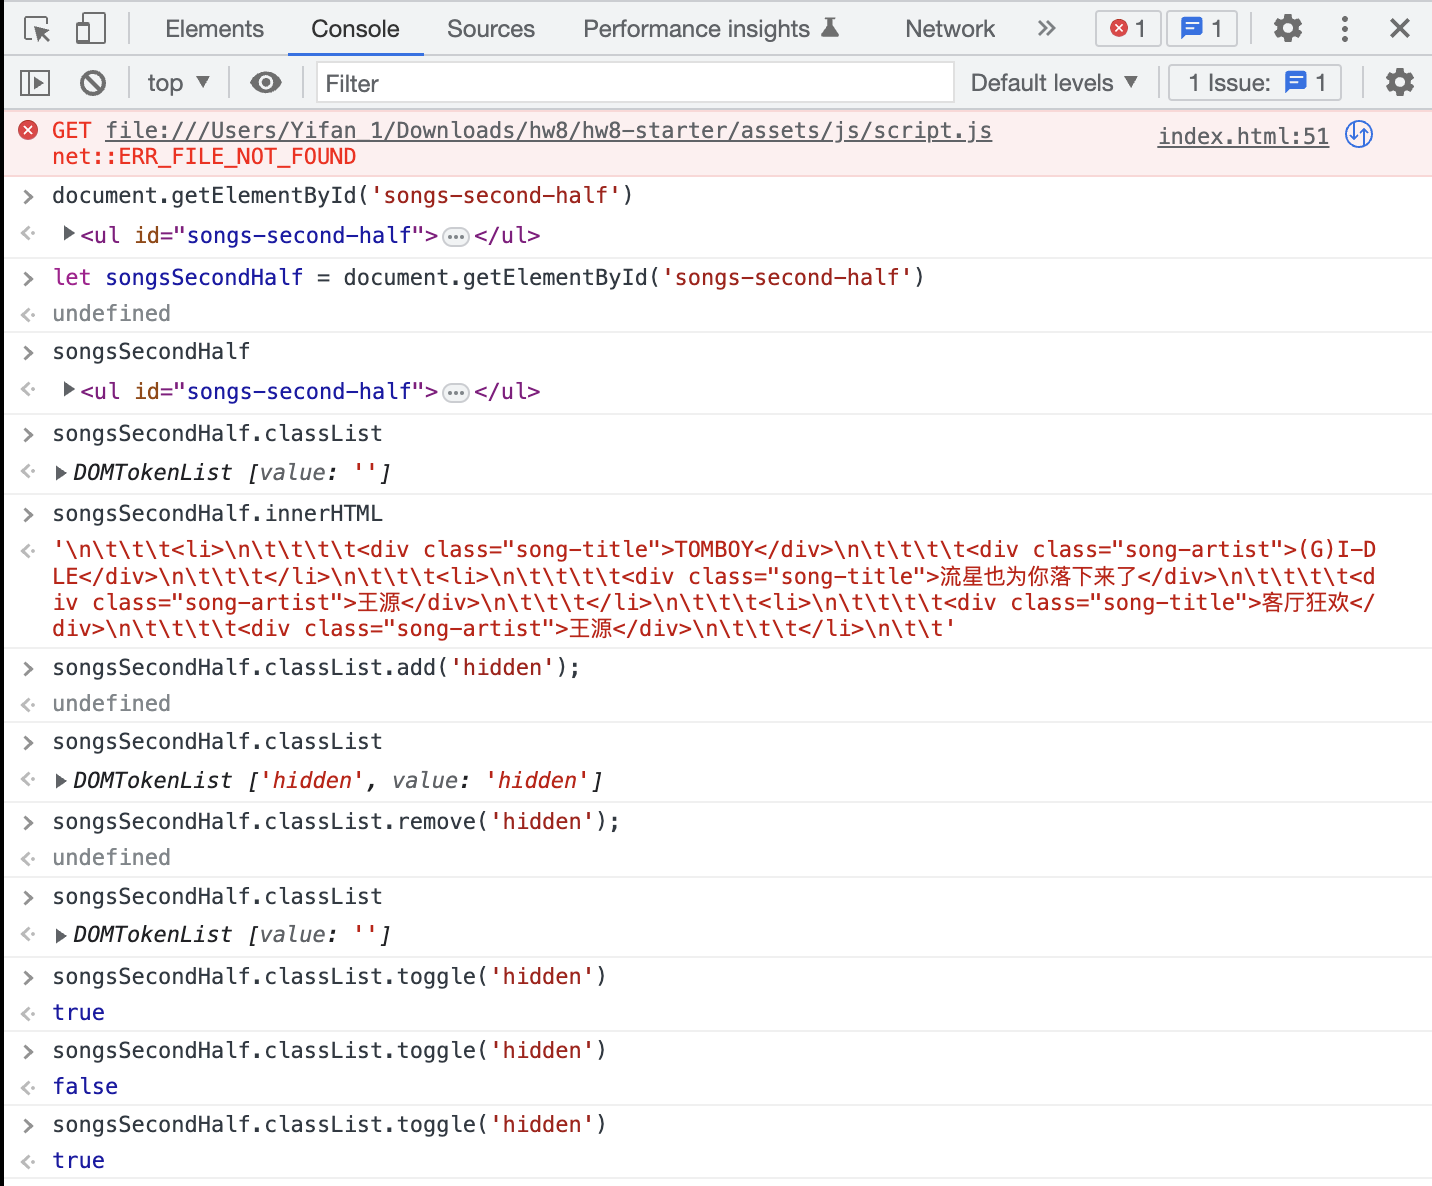 Elements Console Sources Performance insights Network 1 1
top Filter Default levels 1 Issue: 1
GET file:///Users/Yifan_1/Downloads/hw8/hw8-starter/assets/js/script.js index.html:51
net::ERR_FILE_NOT_FOUND
document.getElementById('songs-second-half')
<ul id="songs-second-half">…</ul>
let songsSecondHalf = document.getElementById('songs-second-half')
undefined
songsSecondHalf
<ul id="songs-second-half">…</ul>
songsSecondHalf.classList
DOMTokenList [value: '']
songsSecondHalf.innerHTML
'\n\t\t\t<li>\n\t\t\t\t<div class="song-title">TOMBOY</div>\n\t\t\t\t<div class="song-artist">(G)I-D
LE</div>\n\t\t\t</li>\n\t\t\t<li>\n\t\t\t\t<div class="song-title">流星也为你落下来了</div>\n\t\t\t\t<d
iv class="song-artist">王源</div>\n\t\t\t</li>\n\t\t\t<li>\n\t\t\t\t<div class="song-title">客厅狂欢</
div>\n\t\t\t\t<div class="song-artist">王源</div>\n\t\t\t</li>\n\t\t'
songsSecondHalf.classList.add('hidden');
undefined
songsSecondHalf.classList
DOMTokenList ['hidden', value: 'hidden']
songsSecondHalf.classList.remove('hidden');
undefined
songsSecondHalf.classList
DOMTokenList [value: '']
songsSecondHalf.classList.toggle('hidden')
true
songsSecondHalf.classList.toggle('hidden')
false
songsSecondHalf.classList.toggle('hidden')
true